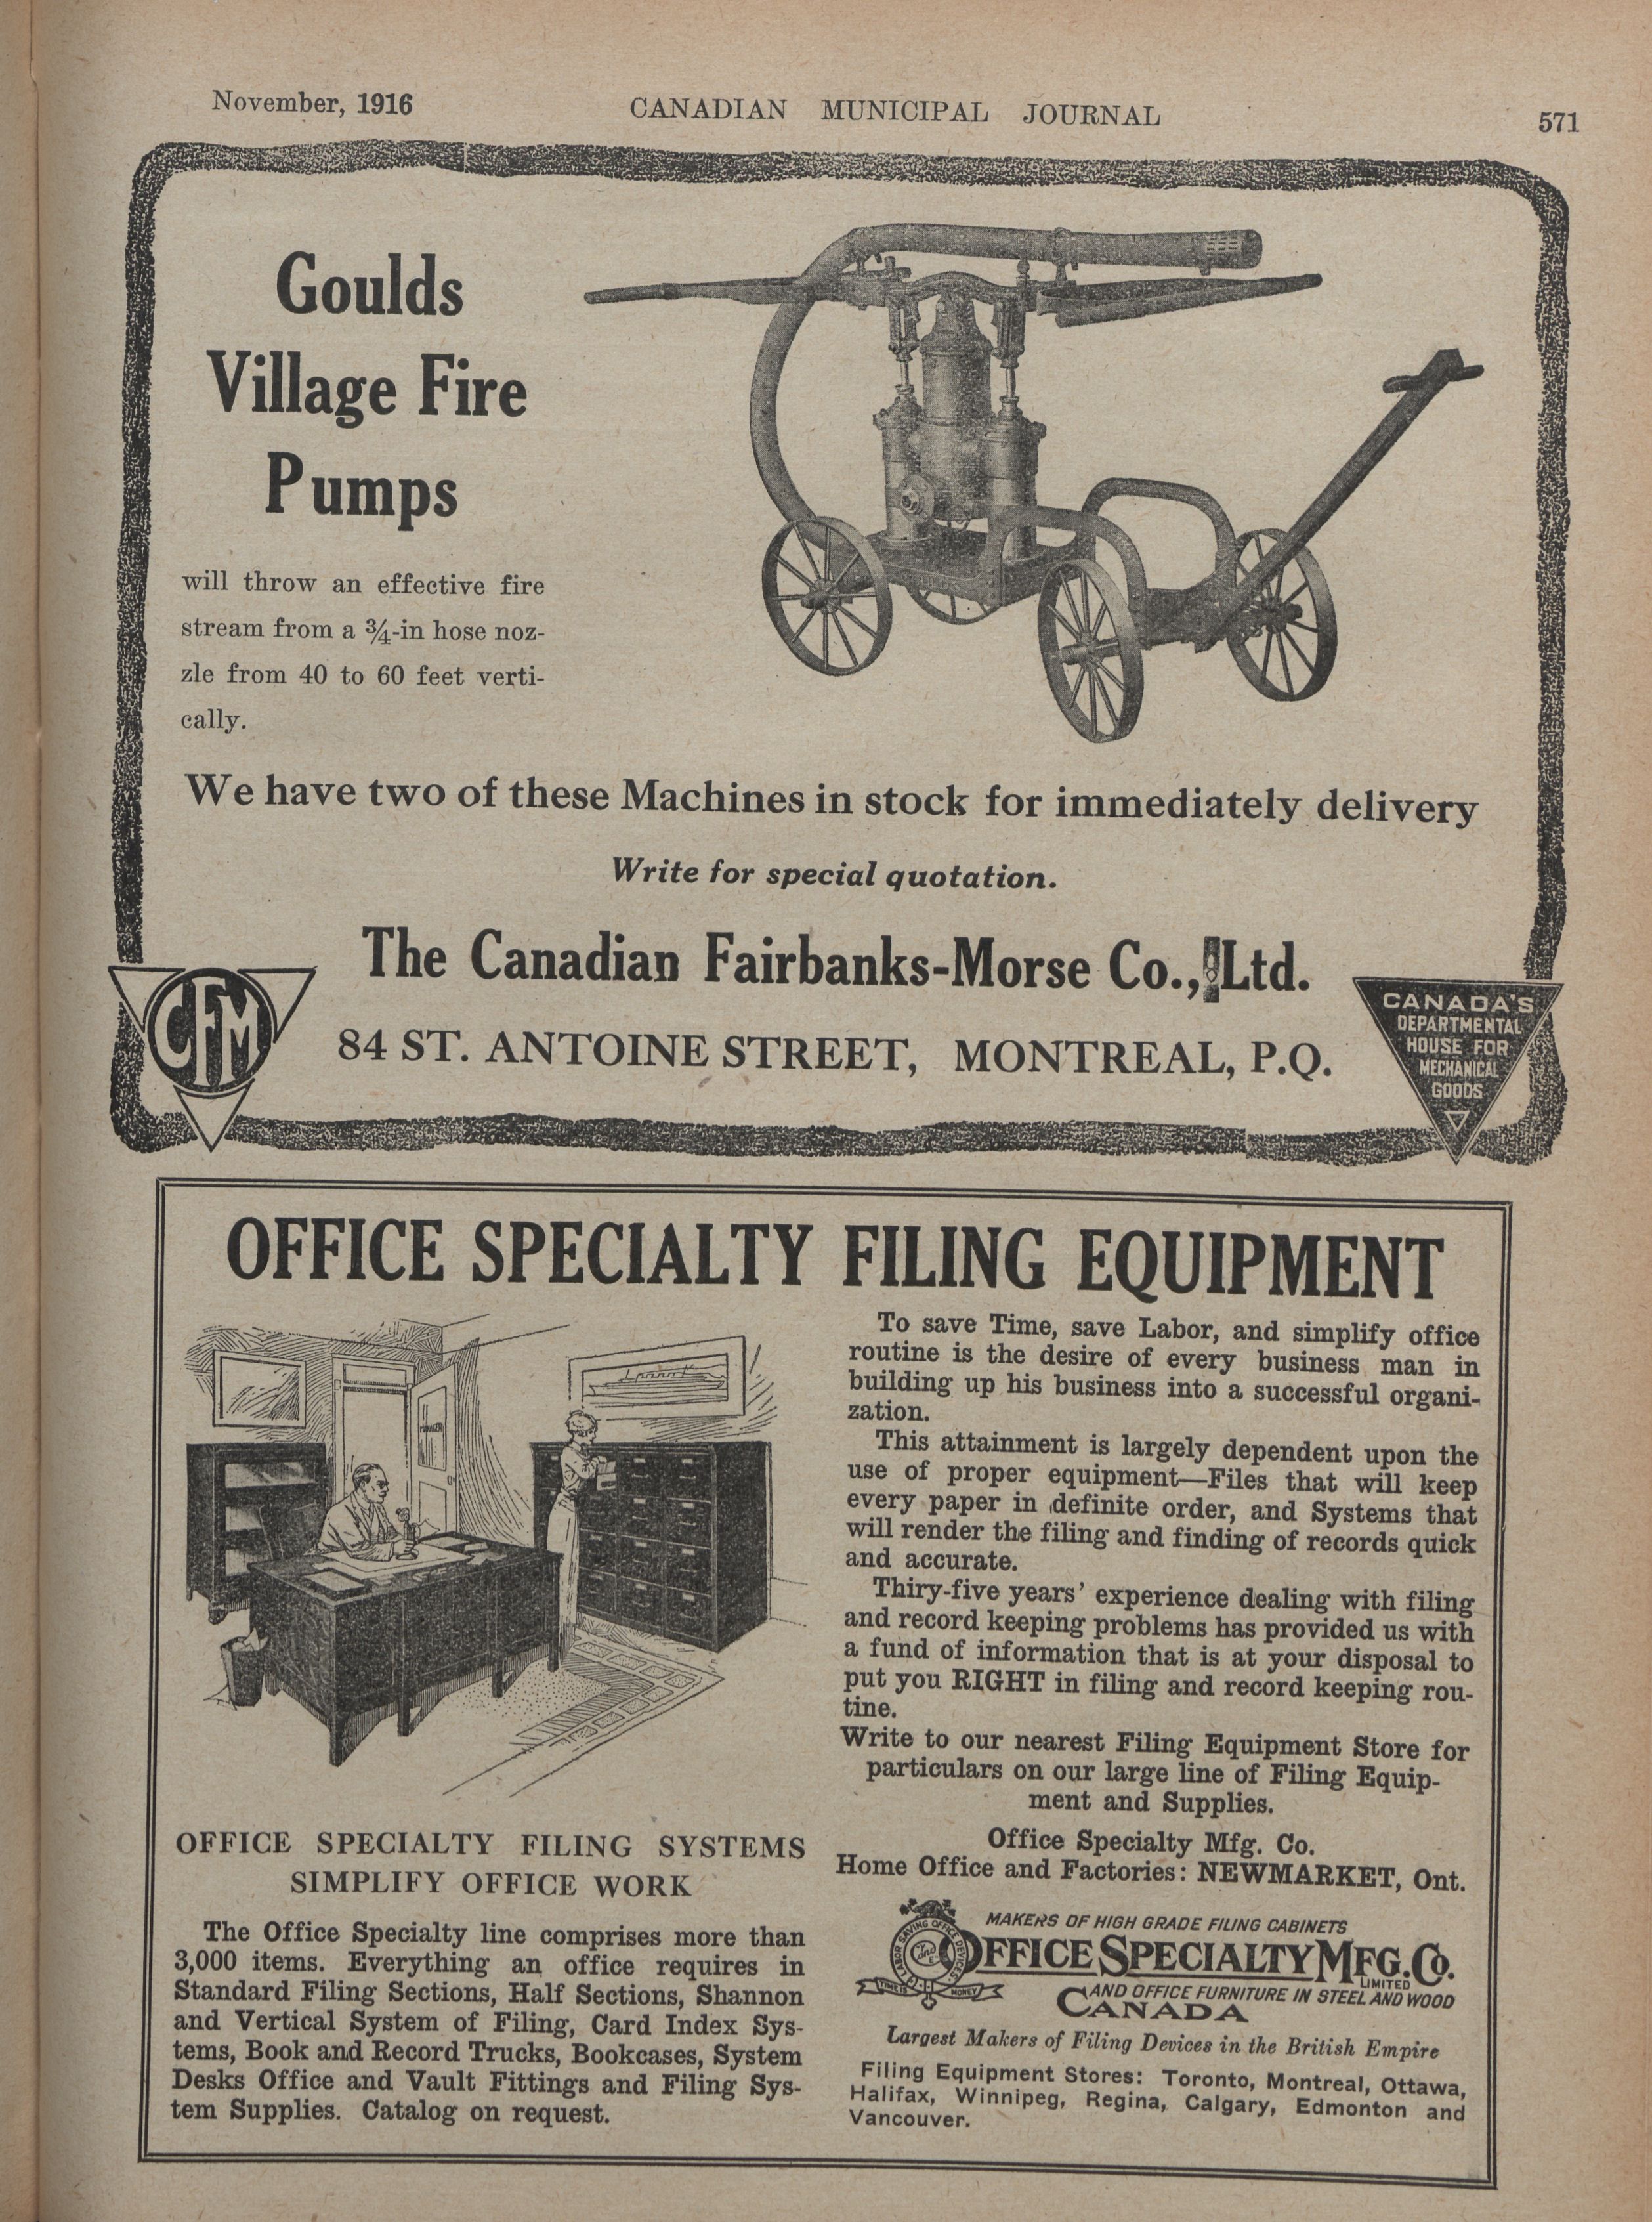 November, 1916 CANADIAN MUNICIPAL JOURNAL 571
Goulds
Village Fire
Pumps
will throw an effective fire
stream from a ¾-in hose noz-
zle from 40 to 60 feet verti-
cally.
We have two of these Machines in stock for immediately delivery
Write for special quotation.
The Canadian Fairbanks-Morse Co., Ltd.
84 ST. ANTOINE STREET, MONTREAL, P.Q.
CFM
CANADA'S
DEPARTMENTAL
HOUSE FOR
MECHANICAL
GOODS
OFFICE SPECIALTY FILING EQUIPMENT
MANAGER
OFFICE SPECIALTY FILING SYSTEMS
SIMPLIFY OFFICE WORK
The Office Specialty line comprises more than
3,000 items. Everything an office requires in
Standard Filing Sections, Half Sections, Shannon
and Vertical System of Filing, Card Index Sys-
tems, Book and Record Trucks, Bookcases, System
Desks Office and Vault Fittings and Filing Sys-
tem Supplies. Catalog on request.
To save Time, save Labor, and simplify office
routine is the desire of every business man in
building up his business into a successful organi-
zation.
This attainment is largely dependent upon the
use of proper equipment—Files that will keep
every paper in definite order, and Systems that
will render the filing and finding of records quick
and accurate.
Thiry-five years' experience dealing with filing
and record keeping problems has provided us with
a fund of information that is at your disposal to
put you RIGHT in filing and record keeping rou-
tine.
Write to our nearest Filing Equipment Store for
particulars on our large line of Filing Equip-
ment and Supplies.
Office Specialty Mfg. Co.
Home Office and Factories: NEWMARKET, Ont.
MAKERS OF HIGH GRADE FILING CABINETS
LABOR SAVING OFFICE DEVICES
TIME IS MONEY
OFFICE SPECIALTY MFG. CO.
LIMITED
AND OFFICE FURNITURE IN STEEL AND WOOD
CANADA
Largest Makers of Filing Devices in the British Empire
Filing Equipment Stores: Toronto, Montreal, Ottawa,
Halifax, Winnipeg, Regina, Calgary, Edmonton and
Vancouver.